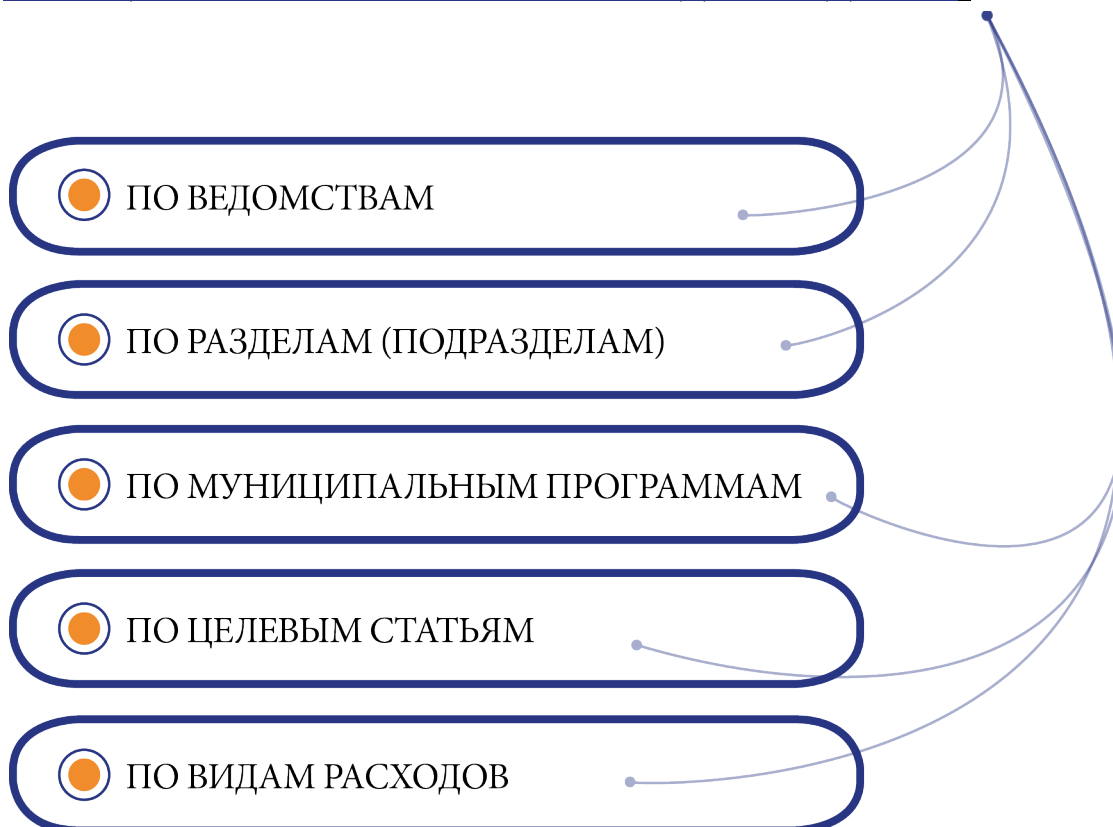 ПО ВЕДОМСТВАМ
ПО РАЗДЕЛАМ (ПОДРАЗДЕЛАМ)
ПО МУНИЦИПАЛЬНЫМ ПРОГРАММАМ
ПО ЦЕЛЕВЫМ СТАТЬЯМ
ПО ВИДАМ РАСХОДОВ